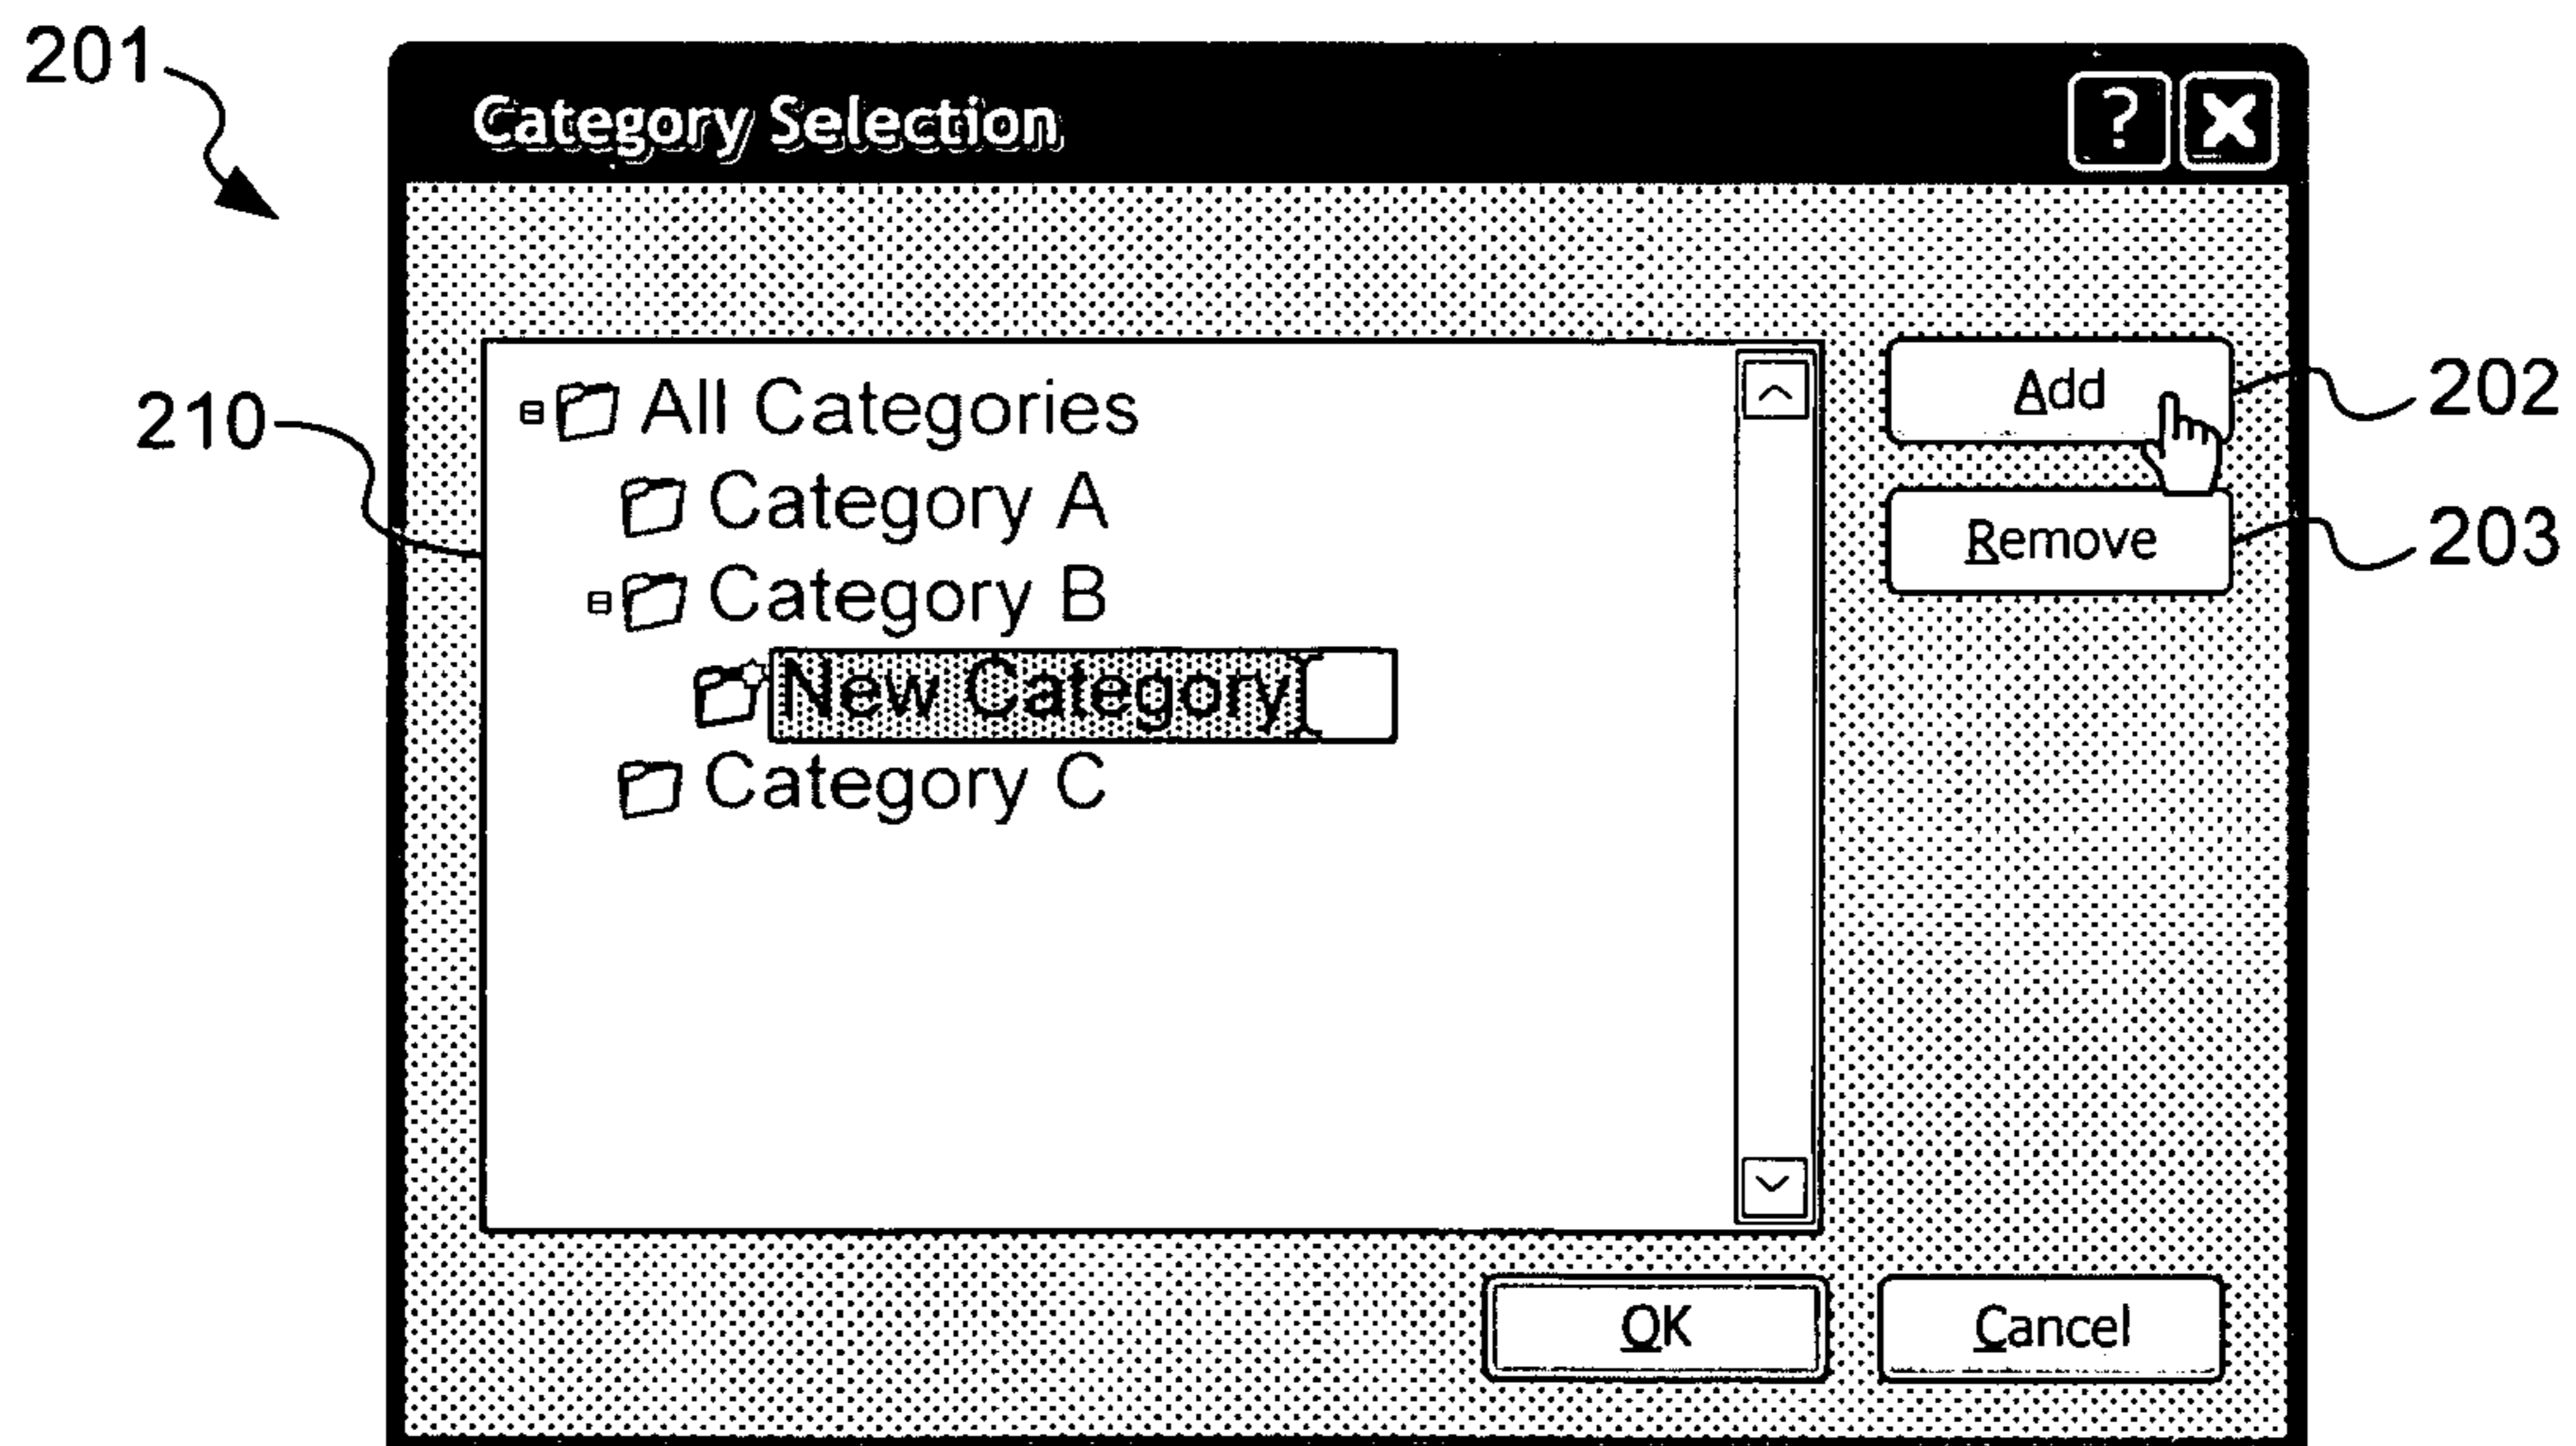 201
Category Selection
?
All Categories
Add
202
210
Category A
Category B
Remove
203
New Category
Category C
OK
Cancel